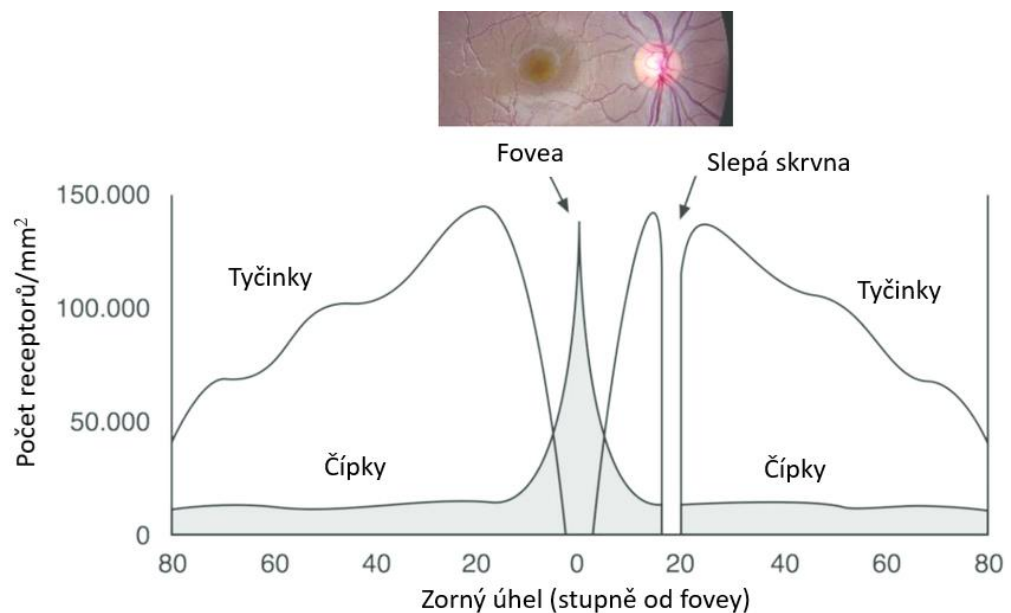 Fovea
Slepá skrvna
150.000
Tyčinky
Tyčinky
100.000
50.000
Čípky
Čípky
0
Počet receptorů/mm²
80
60
40
20
0
20
40
60
80
Zorný úhel (stupně od fovey)